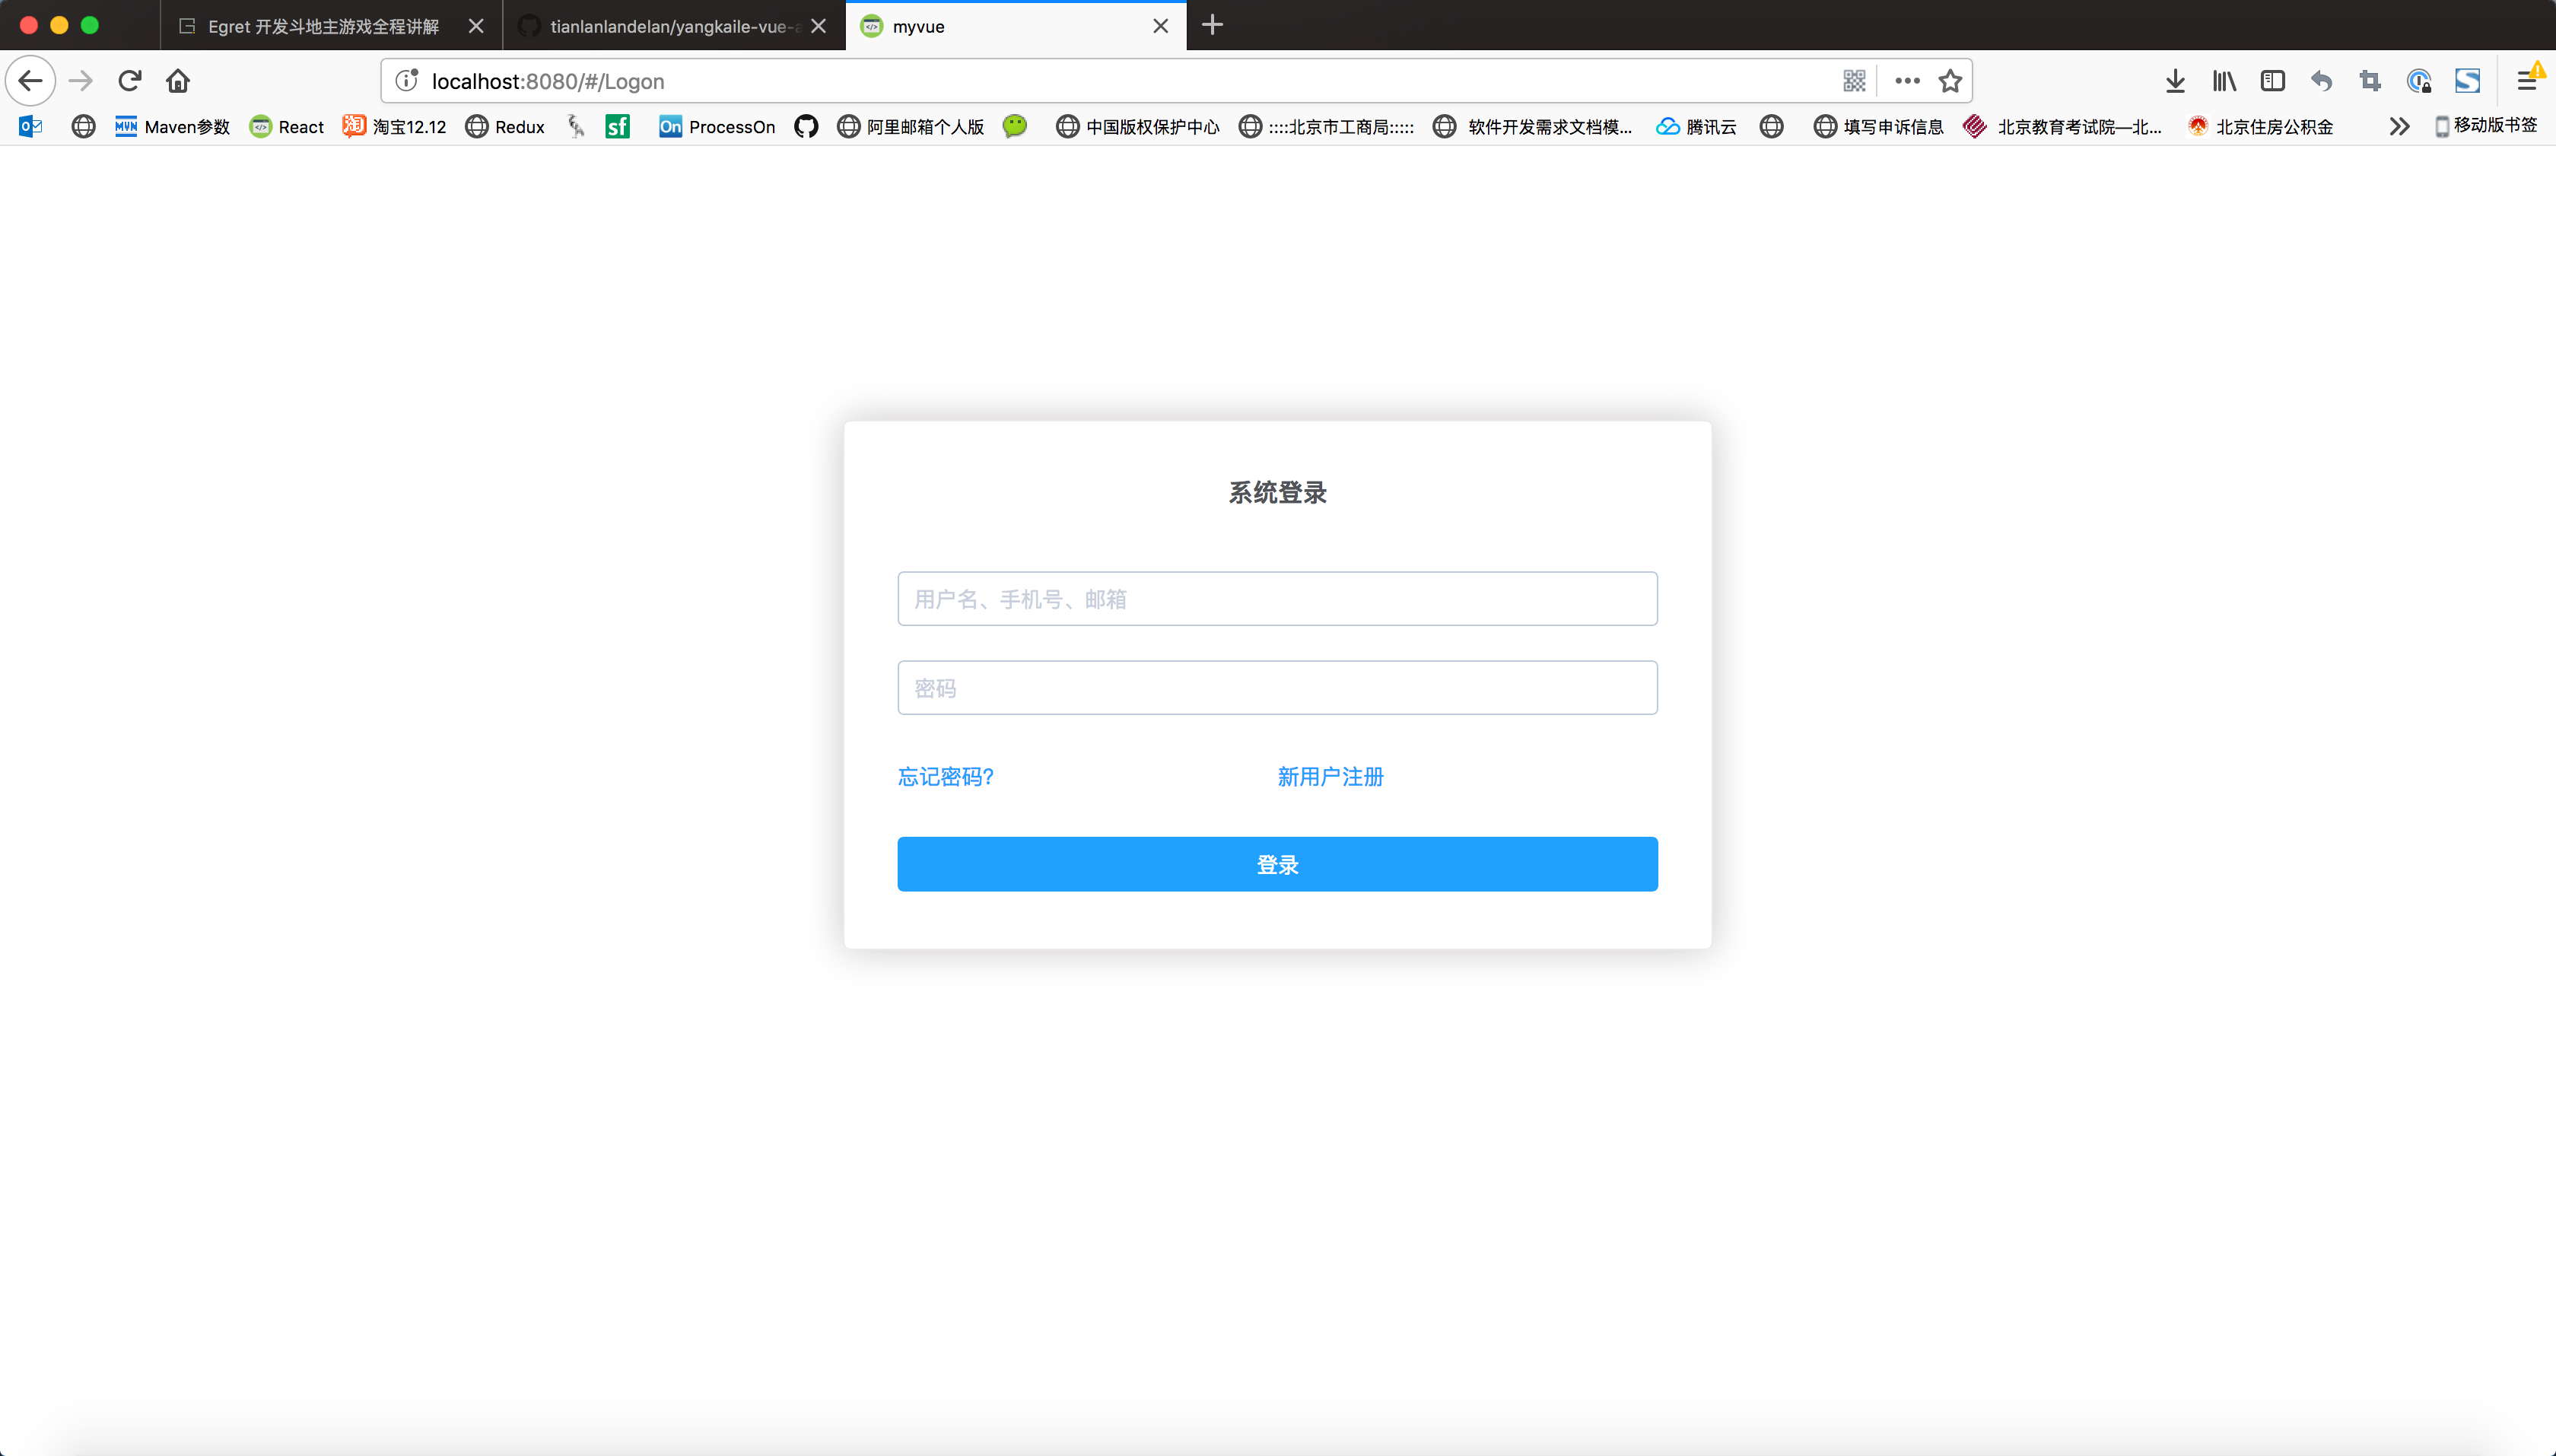 Egret 开发斗地主游戏全程讲解
tianlanlandelan/yangkaile-vue-a
myvue
localhost:8080/#/Logon
MVN Maven参数
React
淘 淘宝12.12
Redux
sf
On ProcessOn
阿里邮箱个人版
中国版权保护中心
::::北京市工商局:::::
软件开发需求文档模...
腾讯云
填写申诉信息
北京教育考试院—北...
北京住房公积金
移动版书签
系统登录
用户名、手机号、邮箱
密码
忘记密码?
新用户注册
登录